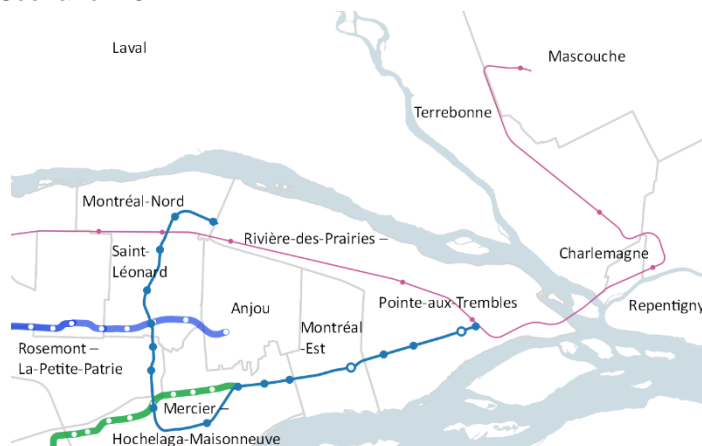 Laval
Mascouche
Terrebonne
Montréal-Nord
Rivière-des-Prairies –
Saint-
Léonard
Charlemagne
Anjou
Pointe-aux-Trembles
Repentigny
Montréal
-Est
Rosemont –
La-Petite-Patrie
Mercier –
Hochelaga-Maisonneuve